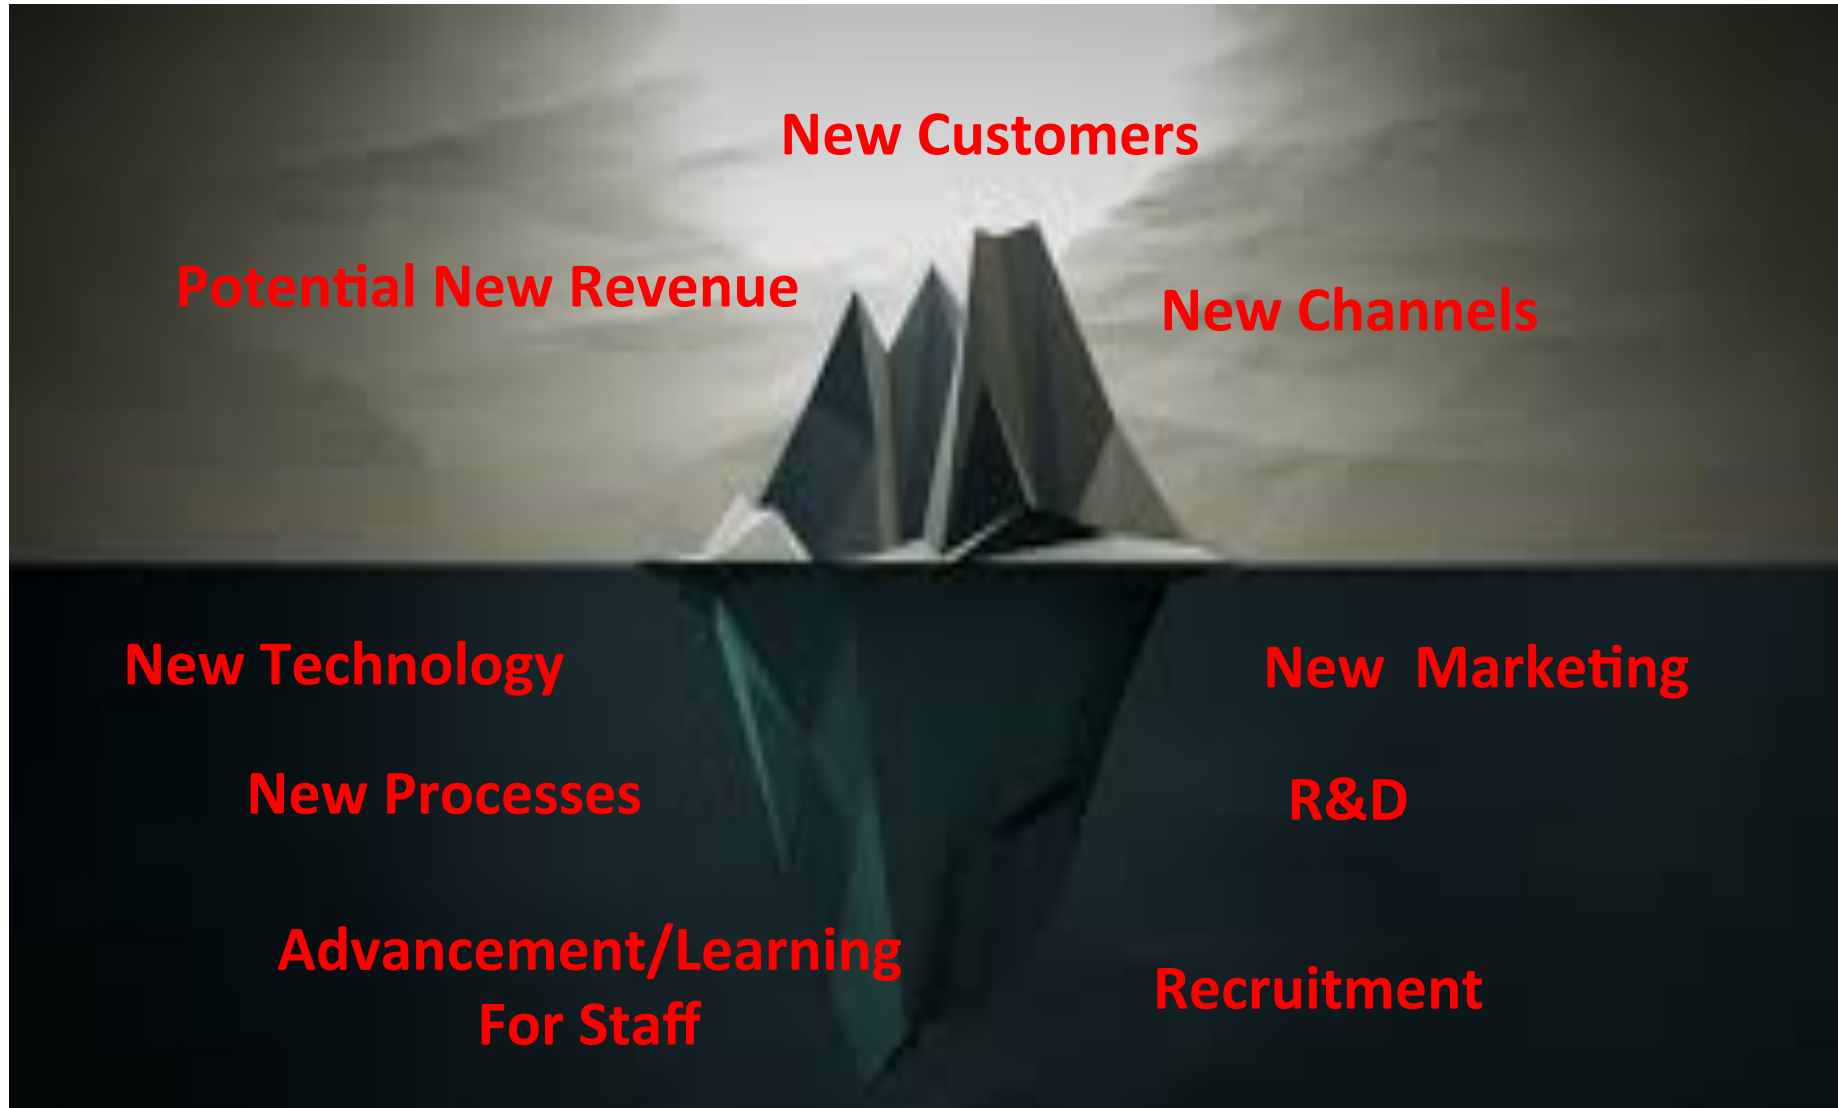 New Customers
Potential New Revenue
New Channels
New Technology
New Marketing
New Processes
R&D
Advancement/Learning
For Staff
Recruitment